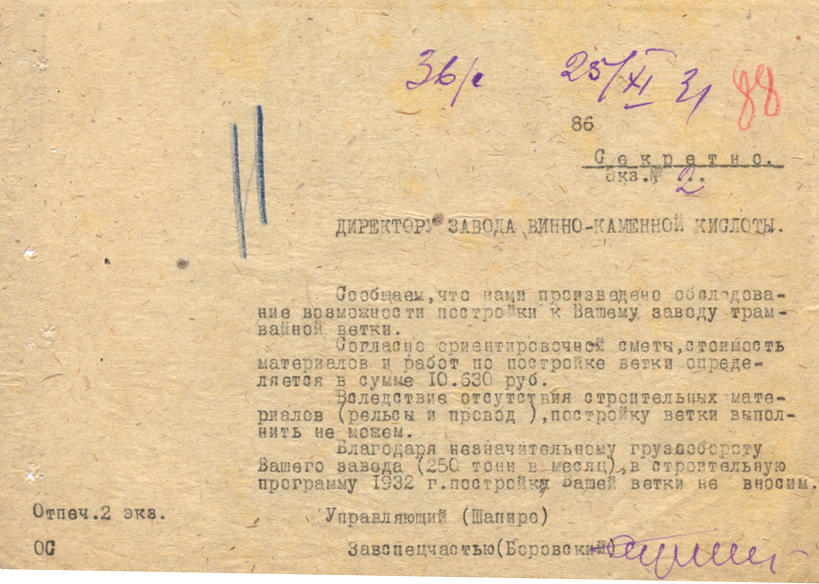 36/с 25/XI 31 88
86
Секретно.
Экз.№ 2.
ДИРЕКТОРУ ЗАВОДА ВИННО-КАМЕННОЙ КИСЛОТЫ.
Сообщаем,что нами произведено обследова-
ние возможности постройки к Вашему заводу трам-
вайной ветки.
Согласно ориентировочной сметы,стоимость
материалов и работ по постройке ветки опреде-
ляется в сумме 10.630 руб.
Вследствие отсутствия строительных мате-
риалов (рельсы и провод ),постройку ветки выпол-
нить не можем.
Благодаря незначительному грузообороту
Вашего завода (250 тонн в месяц),в строительную
программу 1932 г.постройку Вашей ветки не вносим.
Отпеч.2 экз.
Управляющий (Шапиро)
ОС
Завспецчастью(Боровский)